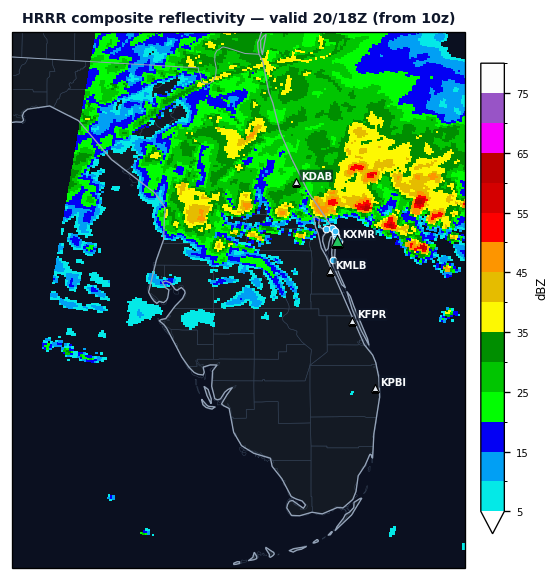 HRRR composite reflectivity — valid 20/18Z (from 10z)
KDAB
KXMR
KMLB
KFPR
KPBI
75
65
55
45
35
25
15
5
dBZ